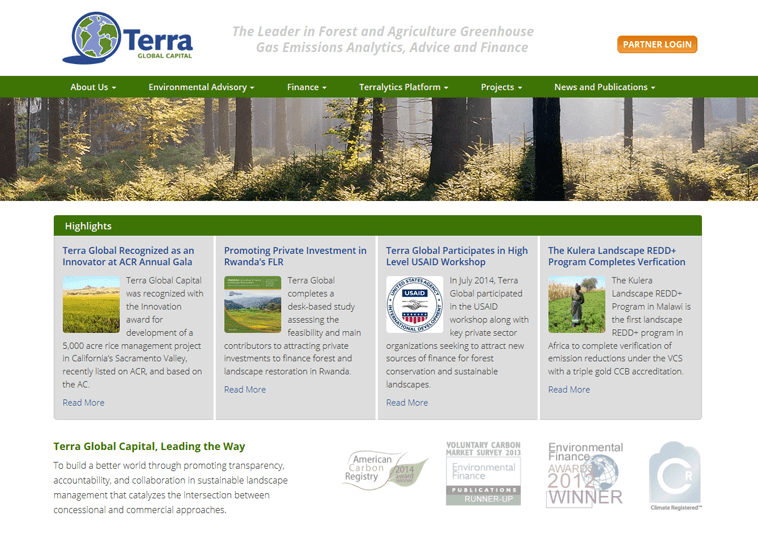 Terra
GLOBAL CAPITAL
The Leader in Forest and Agriculture Greenhouse
Gas Emissions Analytics, Advice and Finance
PARTNER LOGIN
About Us
Environmental Advisory
Finance
Terralytics Platform
Projects
News and Publications
Highlights
Terra Global Recognized as an
Innovator at ACR Annual Gala
Terra Global Capital
was recognized with
the Innovation
award for
development of a
5,000 acre rice management project
in California's Sacramento Valley,
recently listed on ACR, and based on
the AC.
Read More
Promoting Private Investment in
Rwanda's FLR
Terra Global
completes a
desk-based study
assessing the
feasibility and main
contributors to attracting private
investments to finance forest and
landscape restoration in Rwanda.
Read More
Terra Global Participates in High
Level USAID Workshop
UNITED STATES AGENCY
USAID
INTERNATIONAL DEVELOPMENT
In July 2014, Terra
Global participated
in the USAID
workshop along with
key private sector
organizations seeking to attract new
sources of finance for forest
conservation and sustainable
landscapes.
Read More
The Kulera Landscape REDD+
Program Completes Verfication
The Kulera
Landscape REDD+
Program in Malawi is
the first landscape
REDD+ program in
Africa to complete verification of
emission reductions under the VCS
with a triple gold CCB accreditation.
Read More
Terra Global Capital, Leading the Way
To build a better world through promoting transparency,
accountability, and collaboration in sustainable landscape
management that catalyzes the intersection between
concessional and commercial approaches.
American
Carbon
Registry
2014
VOLUNTARY CARBON
MARKET SURVEY 2013
Environmental
Finance
PUBLICATIONS
RUNNER-UP
Environmental
Finance
AWARDS
2012
WINNER
CR
Climate Registered™